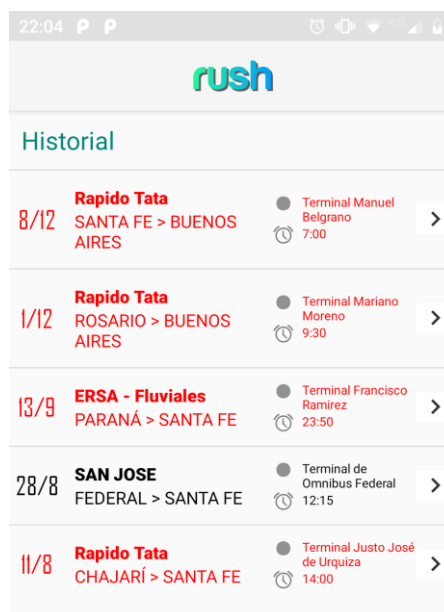 22:04
4G
rush
Historial
8/12
Rapido Tata
SANTA FE > BUENOS
AIRES
Terminal Manuel
Belgrano
7:00
1/12
Rapido Tata
ROSARIO > BUENOS
AIRES
Terminal Mariano
Moreno
9:30
13/9
ERSA - Fluviales
PARANÁ > SANTA FE
Terminal Francisco
Ramirez
23:50
28/8
SAN JOSE
FEDERAL > SANTA FE
Terminal de
Omnibus Federal
12:15
11/8
Rapido Tata
CHAJARÍ > SANTA FE
Terminal Justo José
de Urquiza
14:00